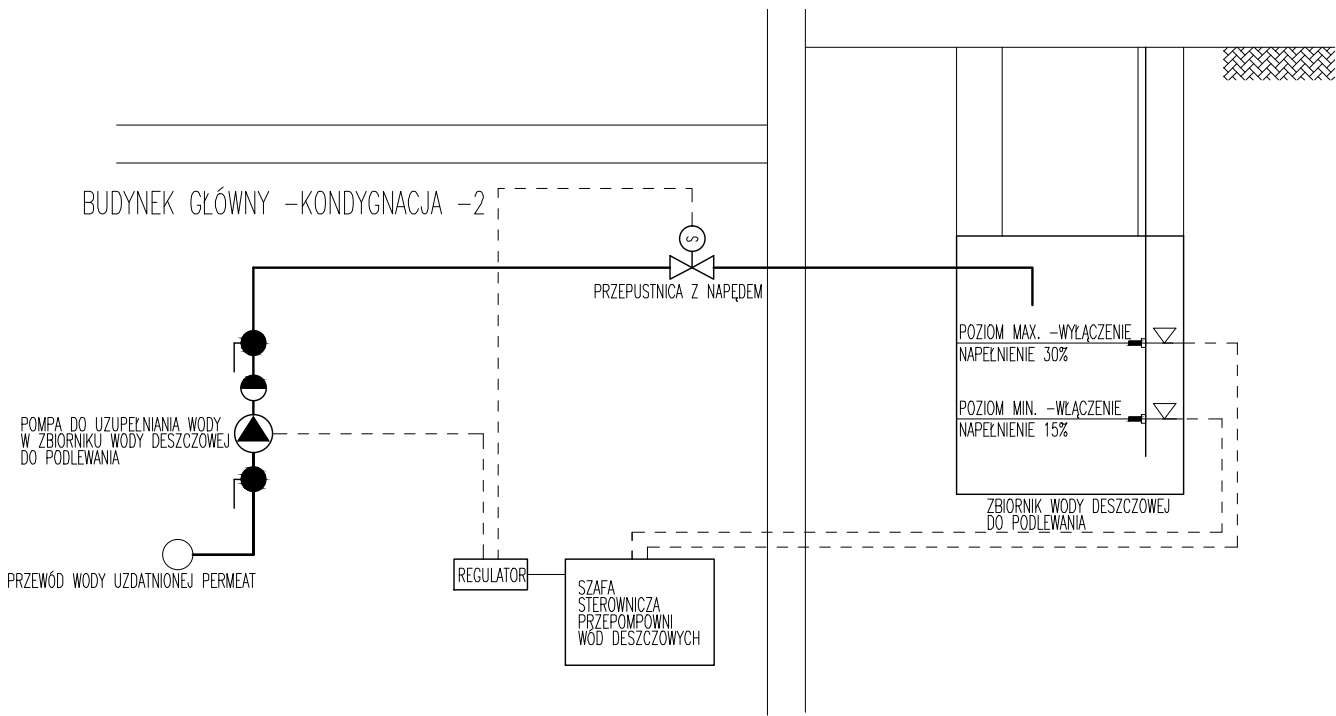 BUDYNEK GŁÓWNY -KONDYGNACJA -2
S
PRZEPUSTNICA Z NAPĘDEM
POZIOM MAX. -WYŁĄCZENIE
NAPEŁNIENIE 30%
POZIOM MIN. -WŁĄCZENIE
NAPEŁNIENIE 15%
POMPA DO UZUPEŁNIANIA WODY
W ZBIORNIKU WODY DESZCZOWEJ
DO PODLEWANIA
ZBIORNIK WODY DESZCZOWEJ
DO PODLEWANIA
PRZEWÓD WODY UZDATNIONEJ PERMEAT
REGULATOR
SZAFA
STEROWNICZA
PRZEPOMPOWNI
WÓD DESZCZOWYCH